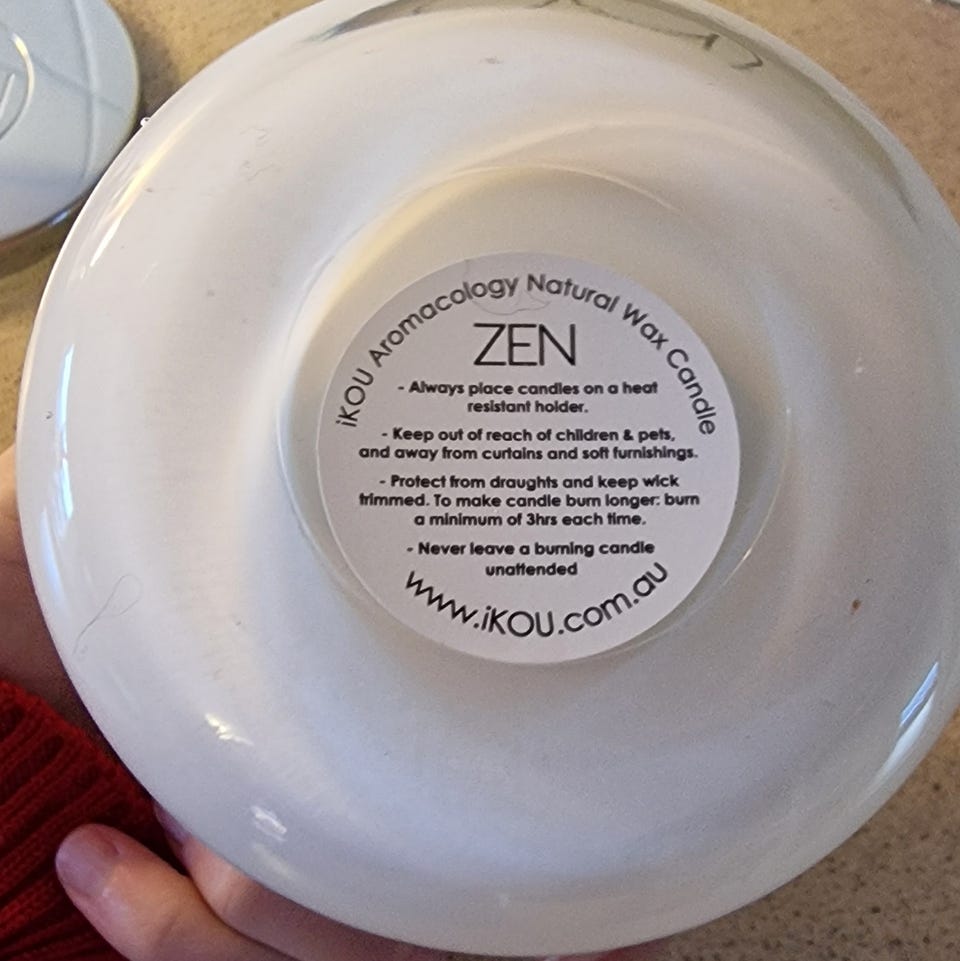 iKOU Aromacology Natural Wax Candle
ZEN
- Always place candles on a heat
resistant holder.
- Keep out of reach of children & pets,
and away from curtains and soft furnishings.
- Protect from draughts and keep wick
trimmed. To make candle burn longer: burn
a minimum of 3hrs each time.
- Never leave a burning candle
unattended
www.iKOU.com.au